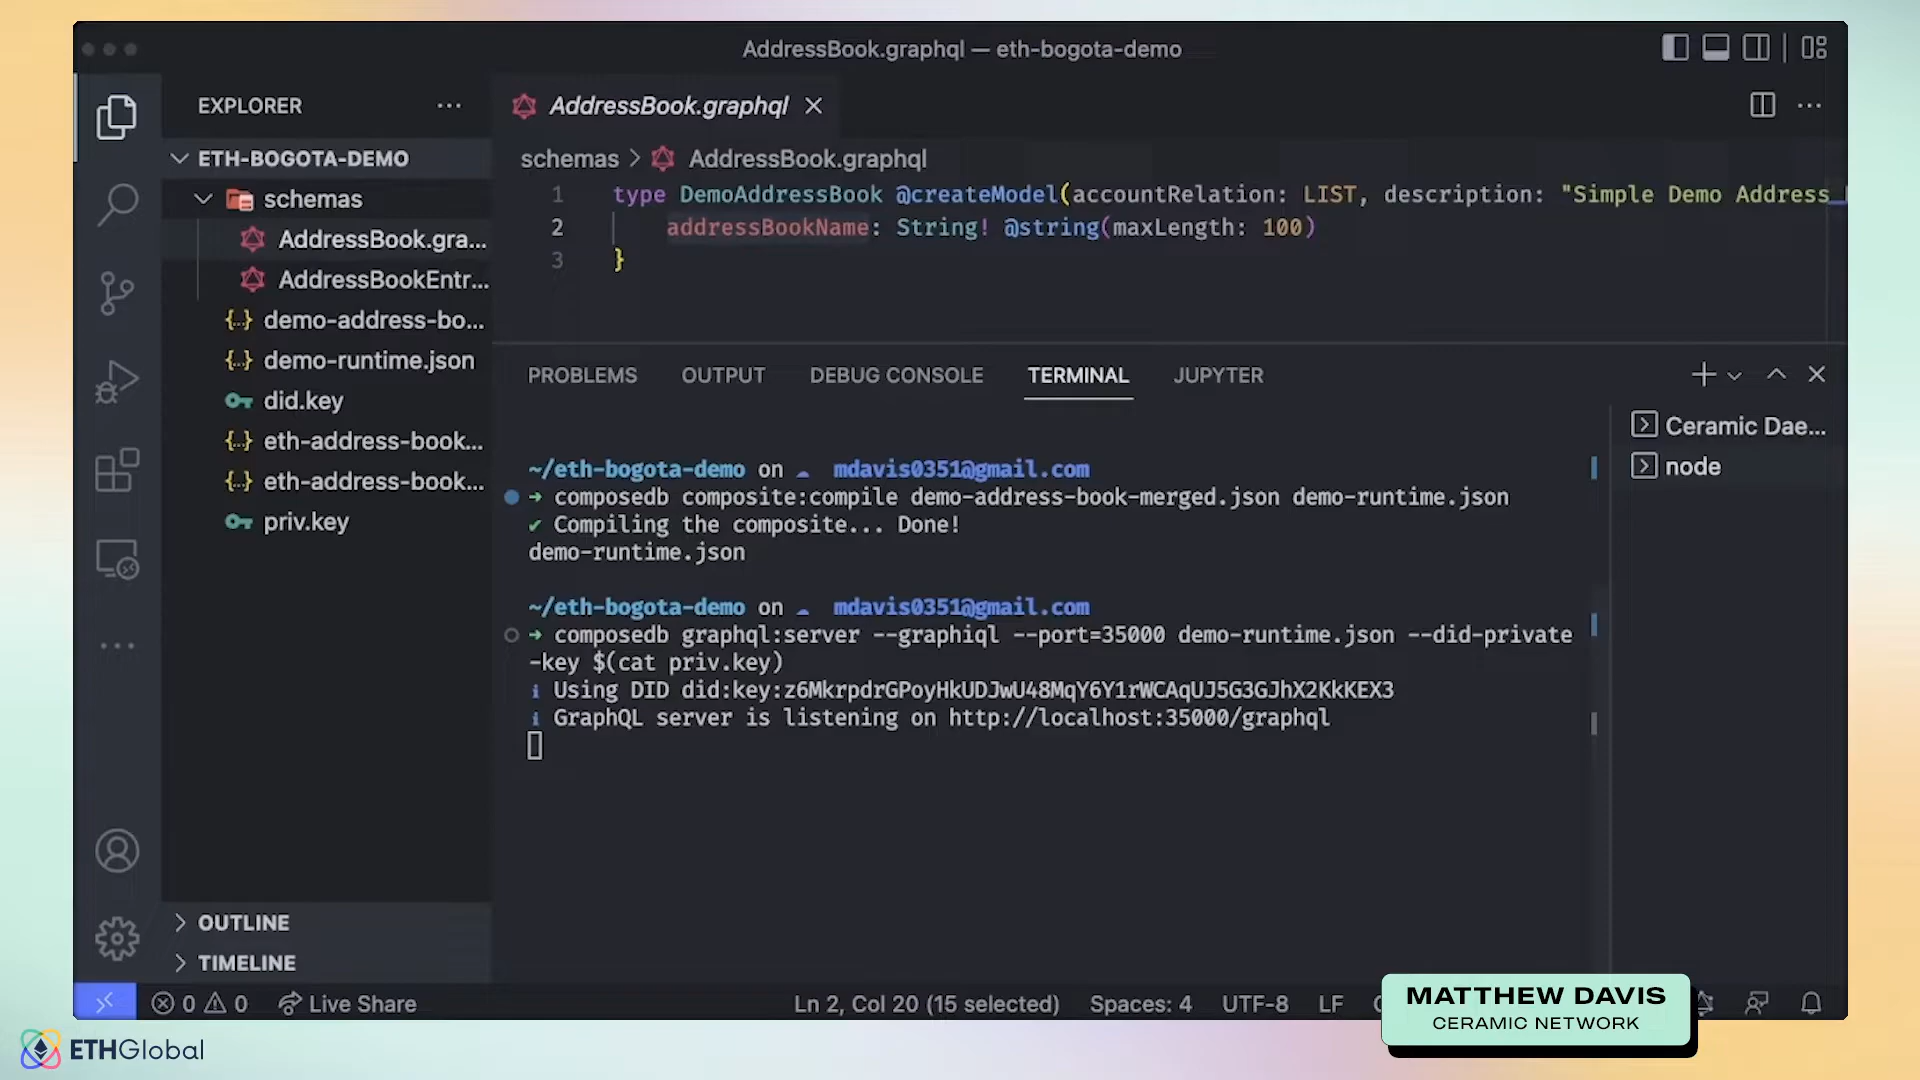 AddressBook.graphql — eth-bogota-demo
EXPLORER
ETH-BOGOTA-DEMO
schemas
AddressBook.gra...
AddressBookEntr...
demo-address-bo...
demo-runtime.json
did.key
eth-address-book...
eth-address-book...
priv.key
OUTLINE
TIMELINE
AddressBook.graphql
schemas > AddressBook.graphql
1 type DemoAddressBook @createModel(accountRelation: LIST, description: "Simple Demo Address
2 addressBookName: String! @string(maxLength: 100)
3 }
PROBLEMS OUTPUT DEBUG CONSOLE TERMINAL JUPYTER
~/eth-bogota-demo on mdavis0351@gmail.com
➜ composedb composite:compile demo-address-book-merged.json demo-runtime.json
✔ Compiling the composite... Done!
demo-runtime.json
~/eth-bogota-demo on mdavis0351@gmail.com
➜ composedb graphql:server --graphiql --port=35000 demo-runtime.json --did-private
-key $(cat priv.key)
ℹ Using DID did:key:z6MkrpdrGPoyHkUDJwU48MqY6Y1rWCAqUJ5G3GJhX2KkKEX3
ℹ GraphQL server is listening on http://localhost:35000/graphql
Ceramic Dae...
node
0 0 Live Share
Ln 2, Col 20 (15 selected) Spaces: 4 UTF-8 LF
MATTHEW DAVIS
CERAMIC NETWORK
ETHGlobal